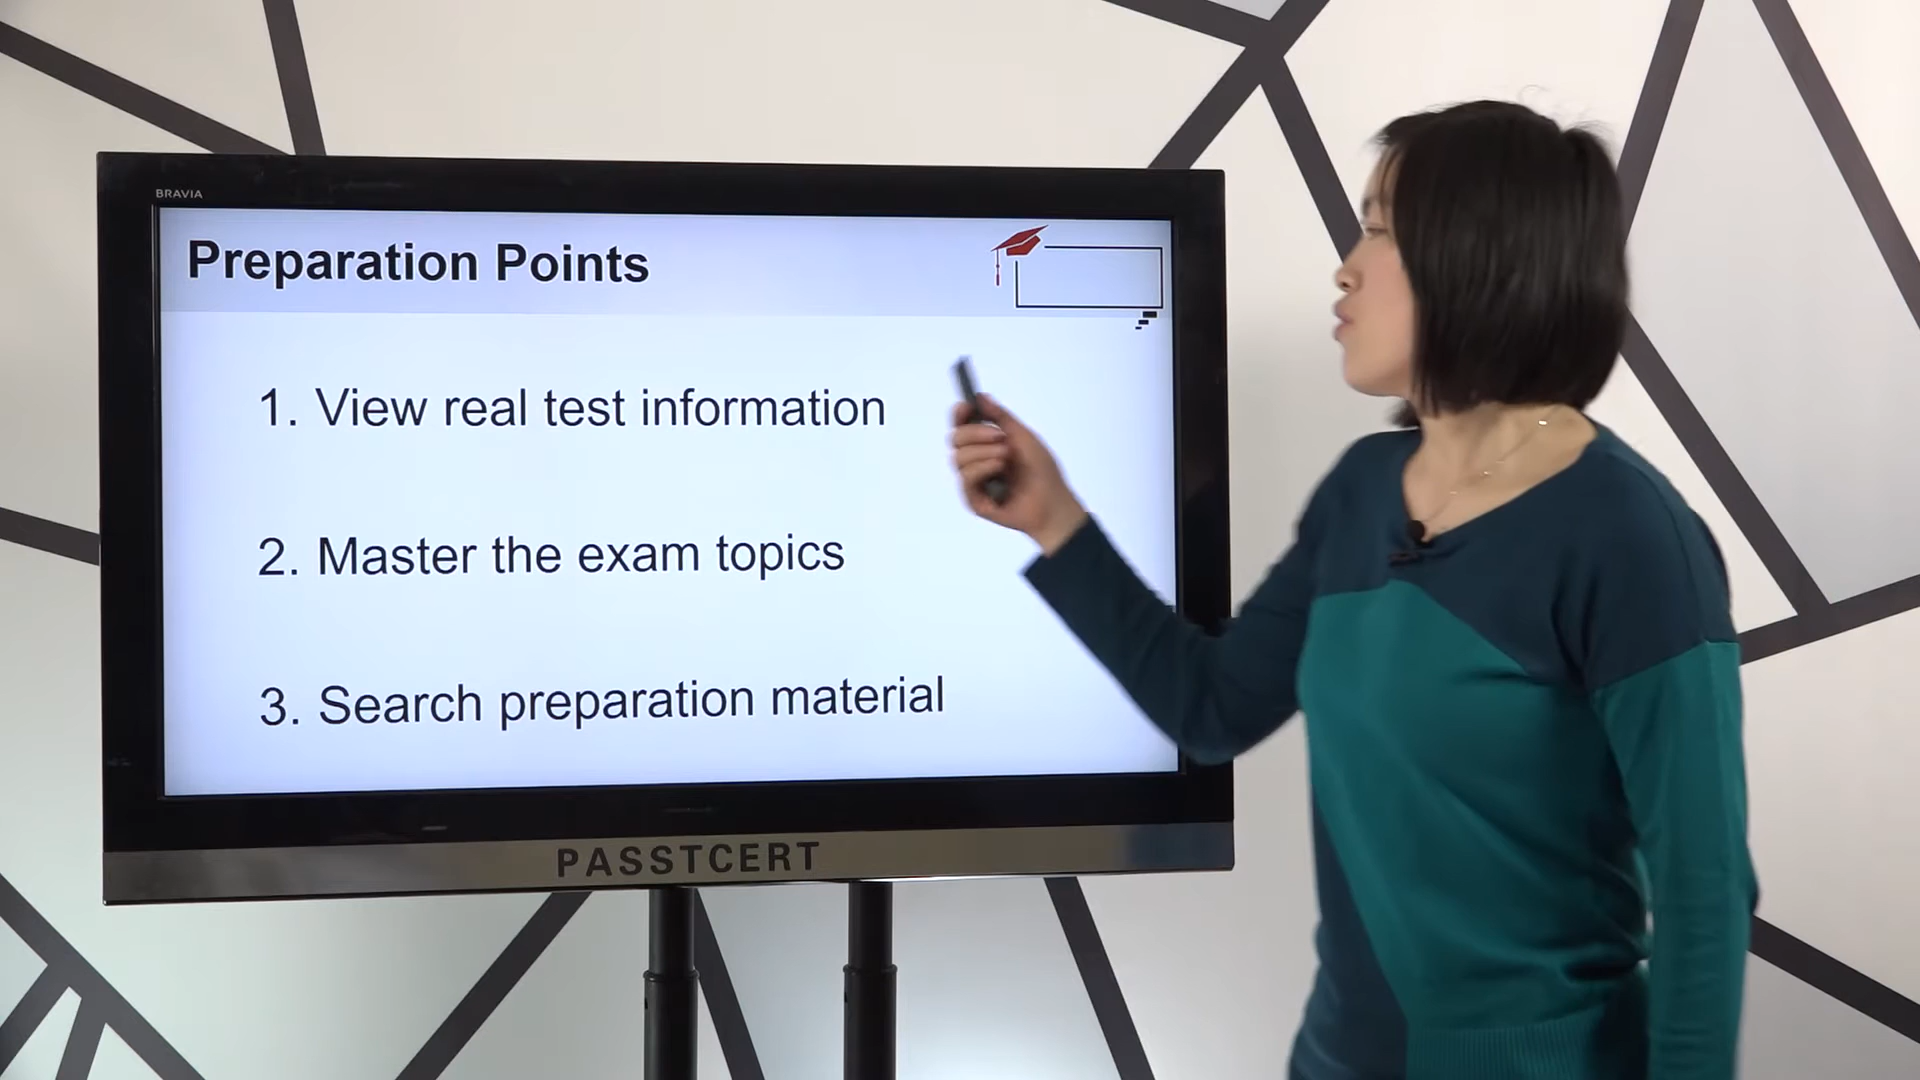 BRAVIA
Preparation Points
1. View real test information
2. Master the exam topics
3. Search preparation material
PASSTCERT